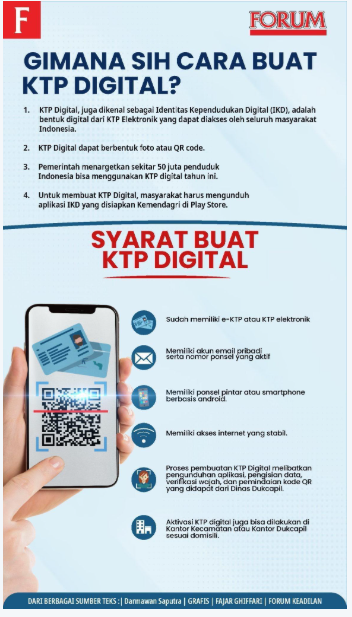 F
FORUM
GIMANA SIH CARA BUAT
KTP DIGITAL?
1. KTP Digital, juga dikenal sebagai Identitas Kependudukan Digital (IKD), adalah
bentuk digital dari KTP Elektronik yang dapat diakses oleh seluruh masyarakat
Indonesia.
2. KTP Digital dapat berbentuk foto atau QR code.
3. Pemerintah menargetkan sekitar 50 juta penduduk
Indonesia bisa menggunakan KTP digital tahun ini.
4. Untuk membuat KTP Digital, masyarakat harus mengunduh
aplikasi IKD yang disiapkan Kemendagri di Play Store.
SYARAT BUAT
KTP DIGITAL
Sudah memiliki e-KTP atau KTP elektronik
Memiliki akun email pribadi
serta nomor ponsel yang aktif
Memiliki ponsel pintar atau smartphone
berbasis android.
Memiliki akses internet yang stabil.
Proses pembuatan KTP Digital melibatkan
pengunduhan aplikasi, pengisian data,
verifikasi wajah, dan pemindaian kode QR
yang didapat dari Dinas Dukcapil.
Aktivasi KTP digital juga bisa dilakukan di
Kantor Kecamatan atau Kantor Dukcapil
sesuai domisili.
DARI BERBAGAI SUMBER TEKS :| Darmawan Saputra | GRAFIS | FAJAR GHIFFARI | FORUM KEADILAN